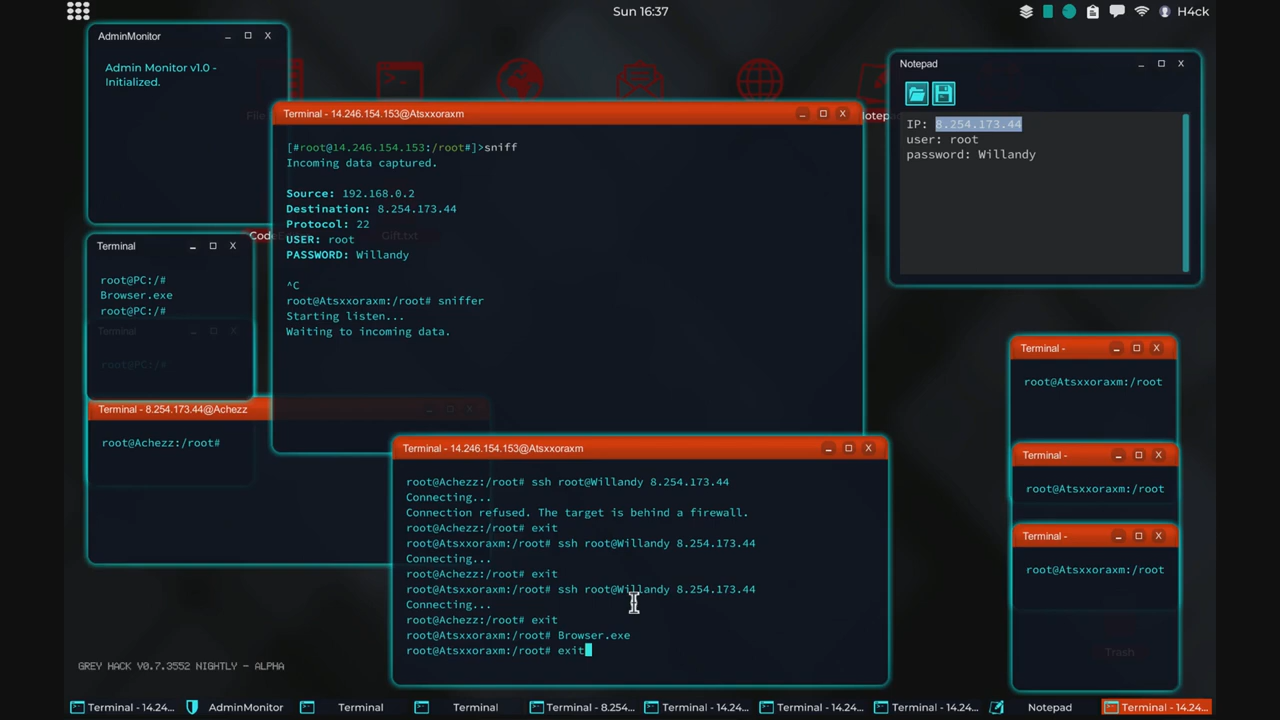 Sun 16:37
H4ck
AdminMonitor
Admin Monitor v1.0 -
Initialized.
File
Notepad
IP: 8.254.173.44
user: root
password: Willandy
Notepa
Terminal - 14.246.154.153@Atsxxoraxm
[#root@14.246.154.153:/root#]>sniff
Incoming data captured.
Source: 192.168.0.2
Destination: 8.254.173.44
Protocol: 22
USER: root
PASSWORD: Willandy
^C
root@Atsxxoraxm:/root# sniffer
Starting listen...
Waiting to incoming data.
Gift.txt
Terminal
root@PC:/#
Browser.exe
root@PC:/#
Terminal
root@PC:/#
Terminal - 8.254.173.44@Achezz
root@Achezz:/root#
Terminal - 14.246.154.153@Atsxxoraxm
root@Achezz:/root# ssh root@Willandy 8.254.173.44
Connecting...
Connection refused. The target is behind a firewall.
root@Achezz:/root# exit
root@Atsxxoraxm:/root# ssh root@Willandy 8.254.173.44
Connecting...
root@Achezz:/root# exit
root@Atsxxoraxm:/root# ssh root@Willandy 8.254.173.44
Connecting...
root@Achezz:/root# exit
root@Atsxxoraxm:/root# Browser.exe
root@Atsxxoraxm:/root# exit
Terminal -
root@Atsxxoraxm:/root
Terminal -
root@Atsxxoraxm:/root
Terminal -
root@Atsxxoraxm:/root
Trash
GREY HACK V0.7.3552 NIGHTLY - ALPHA
Terminal - 14.24...
AdminMonitor
Terminal
Terminal
Terminal - 8.254...
Terminal - 14.24...
Terminal - 14.24...
Terminal - 14.24...
Notepad
Terminal - 14.24...